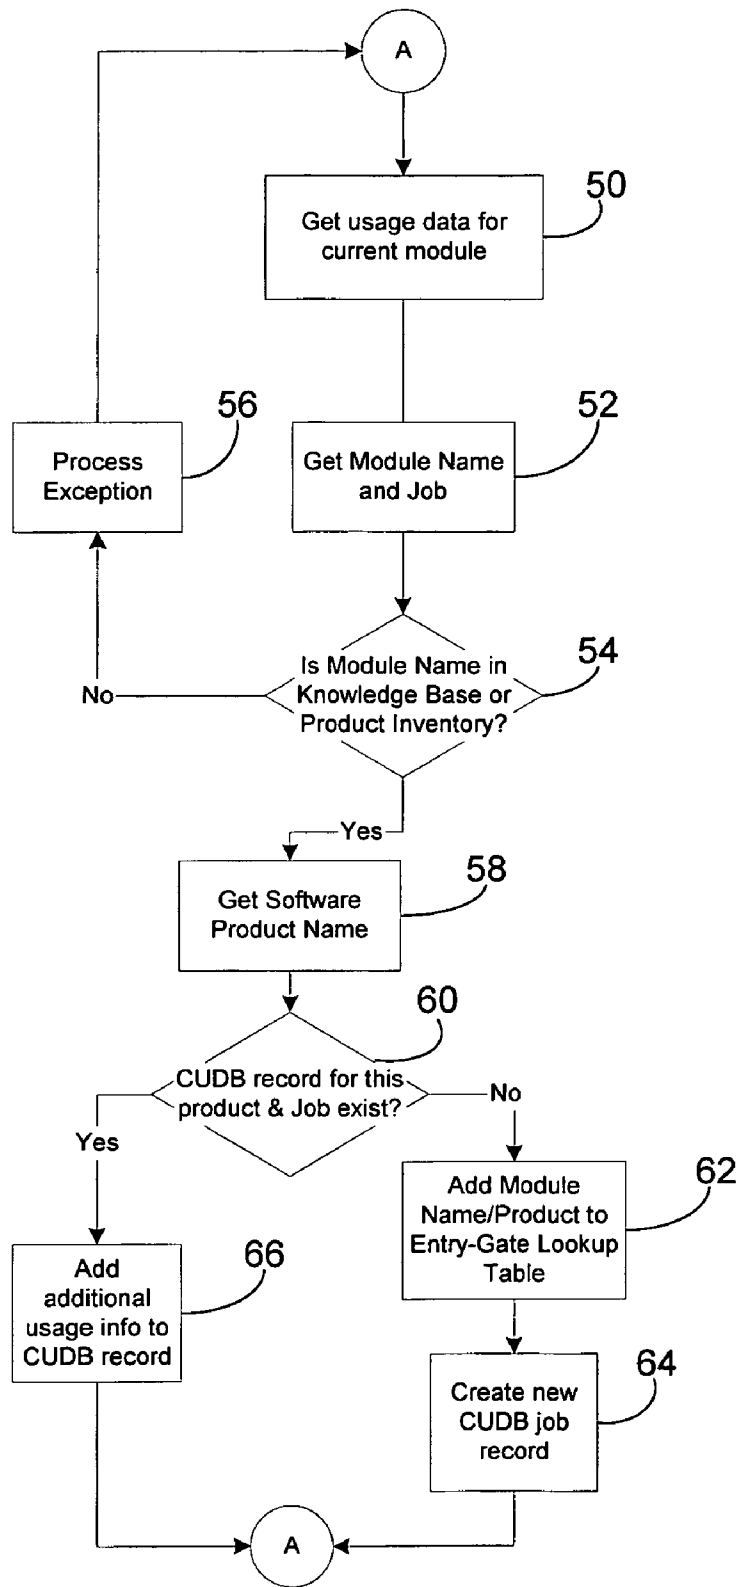 A
50
Get usage data for
current module
56
52
Process
Exception
Get Module Name
and Job
54
Is Module Name in
Knowledge Base or
Product Inventory?
No
Yes
58
Get Software
Product Name
60
CUDB record for this
product & Job exist?
No
Yes
62
Add Module
Name/Product to
Entry-Gate Lookup
Table
66
Add
additional
usage info to
CUDB record
64
Create new
CUDB job
record
A